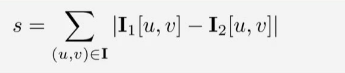 s = ∑_{(u,v)∈𝐈} |𝐈₁[u, v] − 𝐈₂[u, v]|